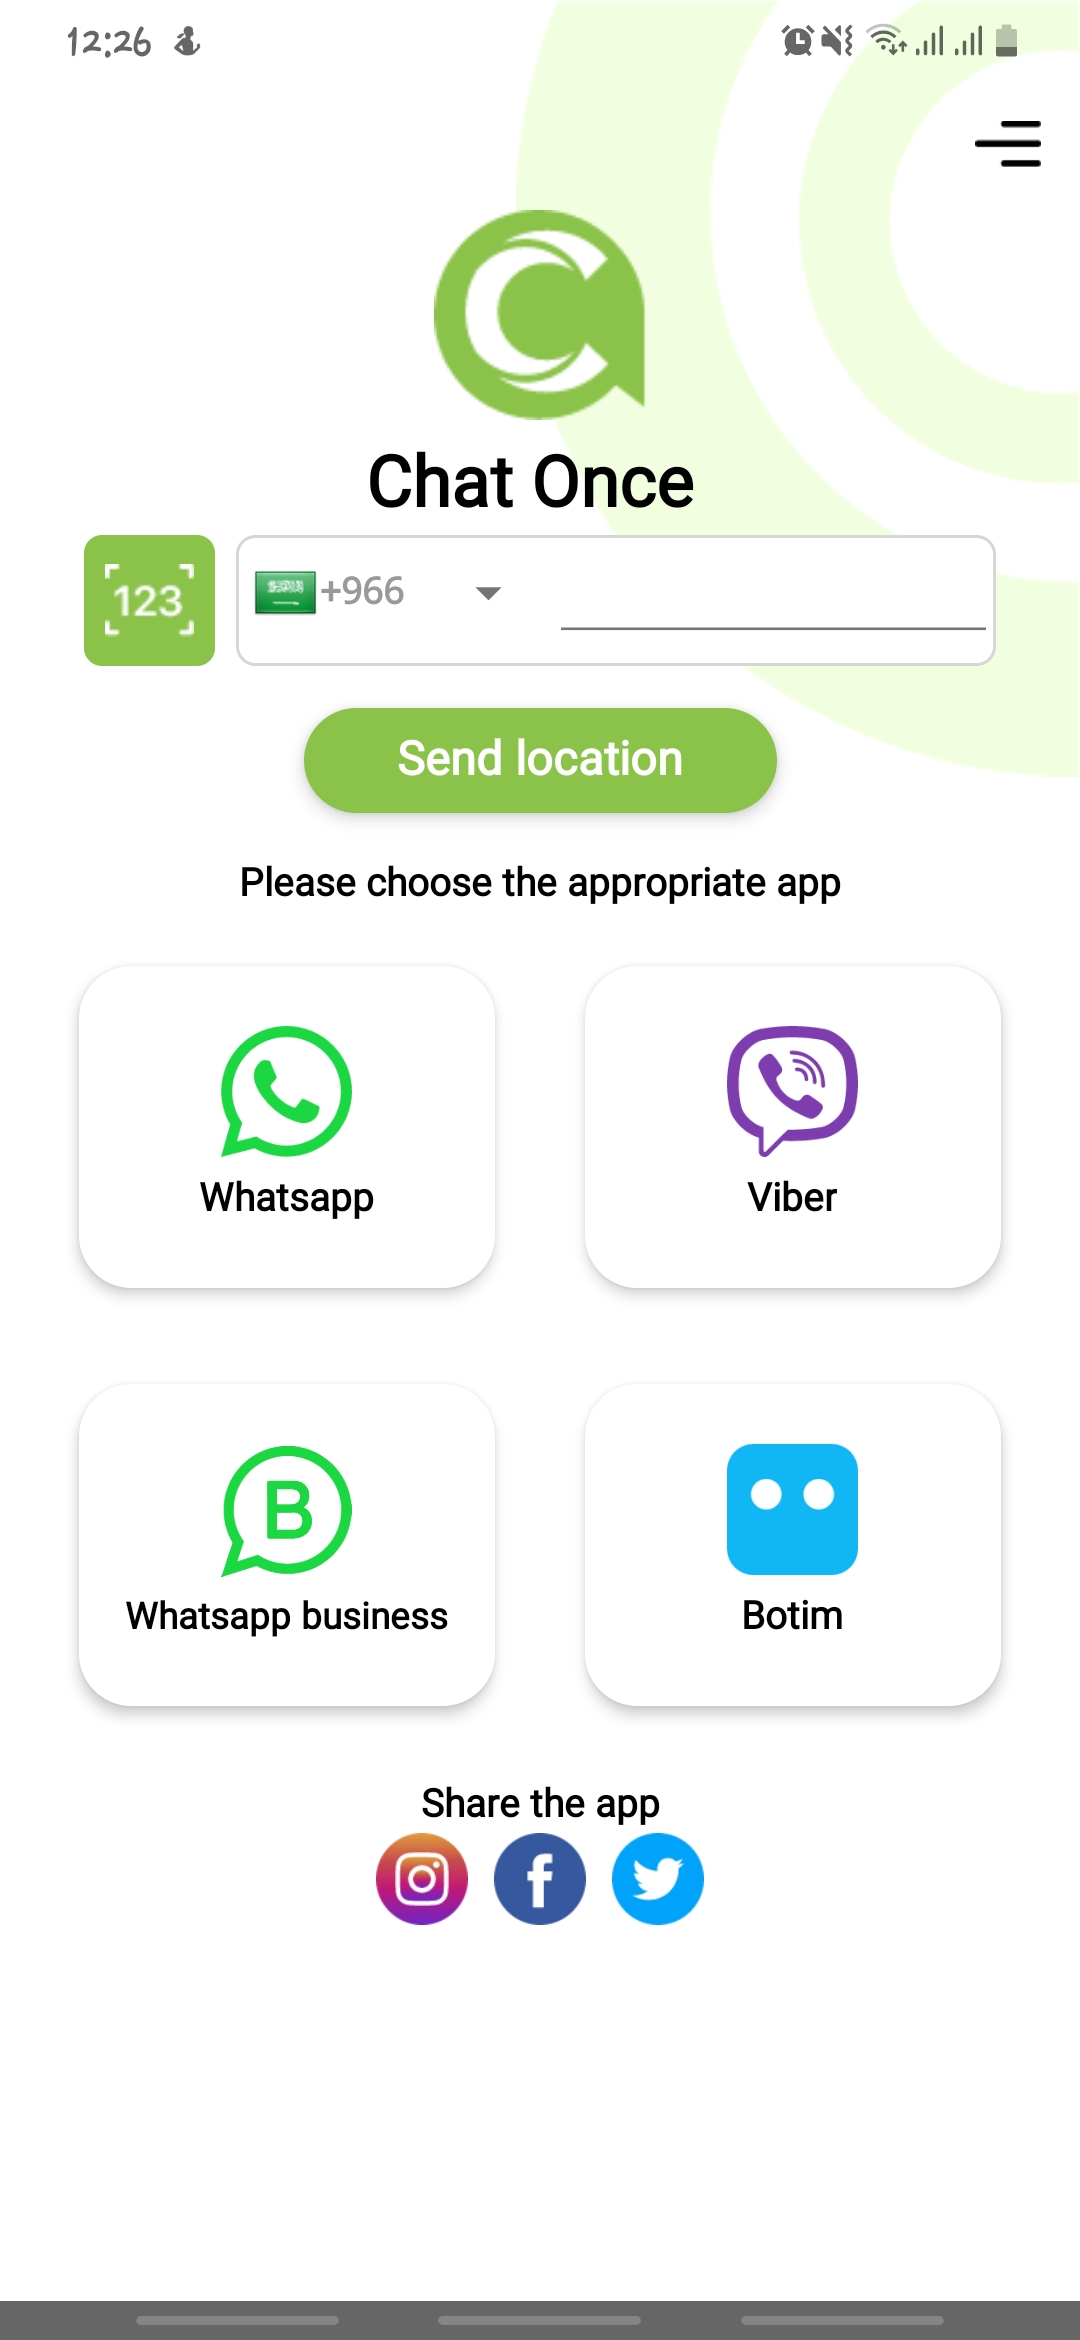 12:26
Chat Once
123
+966
Send location
Please choose the appropriate app
Whatsapp
Viber
B
Whatsapp business
Botim
Share the app